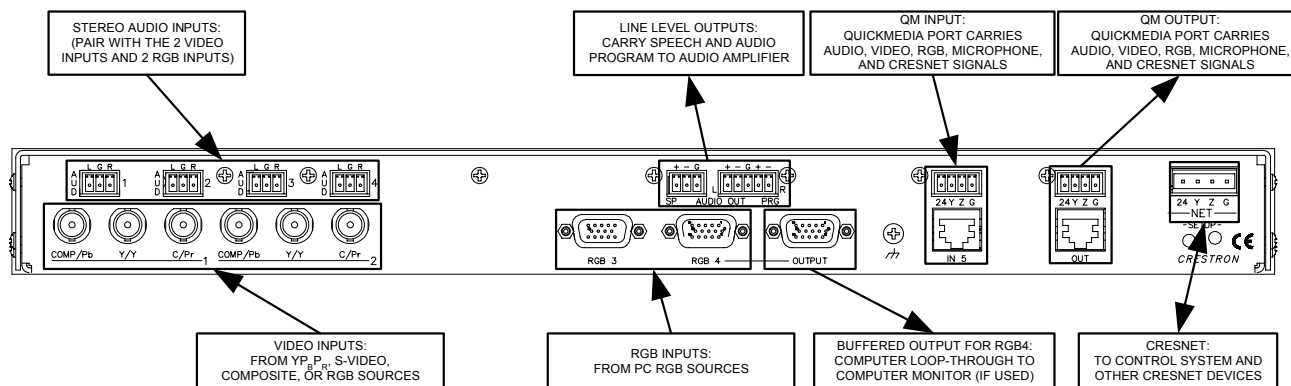 STEREO AUDIO INPUTS:
(PAIR WITH THE 2 VIDEO
INPUTS AND 2 RGB INPUTS)
LINE LEVEL OUTPUTS:
CARRY SPEECH AND AUDIO
PROGRAM TO AUDIO AMPLIFIER
QM INPUT:
QUICKMEDIA PORT CARRIES
AUDIO, VIDEO, RGB, MICROPHONE,
AND CRESNET SIGNALS
QM OUTPUT:
QUICKMEDIA PORT CARRIES
AUDIO, VIDEO, RGB, MICROPHONE,
AND CRESNET SIGNALS
L G R
AUD
1
L G R
AUD
2
L G R
AUD
3
L G R
AUD
4
+ - G
+ - G + -
L
R
SP
AUDIO OUT
PRG
24 Y Z G
24 Y Z G
24 Y Z G
NET
-SETUP-
CE
CRESTRON
COMP/Pb
Y/Y
C/Pr
1
COMP/Pb
Y/Y
C/Pr
2
RGB 3
RGB 4
OUTPUT
IN 5
OUT
VIDEO INPUTS:
FROM YPBPR, S-VIDEO,
COMPOSITE, OR RGB SOURCES
RGB INPUTS:
FROM PC RGB SOURCES
BUFFERED OUTPUT FOR RGB4:
COMPUTER LOOP-THROUGH TO
COMPUTER MONITOR (IF USED)
CRESNET:
TO CONTROL SYSTEM AND
OTHER CRESNET DEVICES